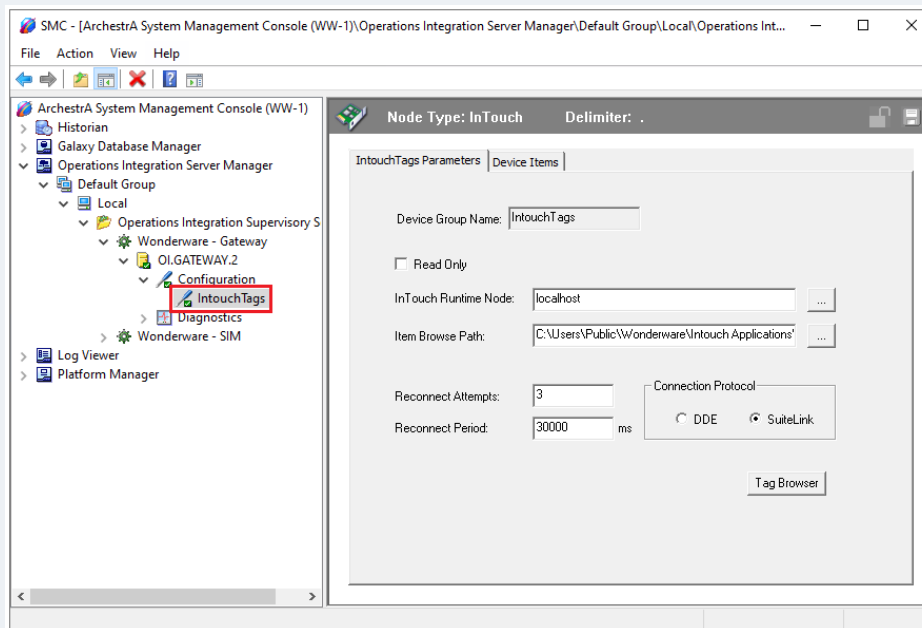 SMC - [ArchestrA System Management Console (WW-1)\Operations Integration Server Manager\Default Group\Local\Operations Int...
File Action View Help
ArchestrA System Management Console (WW-1)
Historian
Galaxy Database Manager
Operations Integration Server Manager
Default Group
Local
Operations Integration Supervisory S
Wonderware - Gateway
OI.GATEWAY.2
Configuration
IntouchTags
Diagnostics
Wonderware - SIM
Log Viewer
Platform Manager
Node Type: InTouch Delimiter: .
IntouchTags Parameters Device Items
Device Group Name: IntouchTags
Read Only
InTouch Runtime Node: localhost ...
Item Browse Path: C:\Users\Public\Wonderware\Intouch Applications' ...
Reconnect Attempts: 3
Reconnect Period: 30000 ms
Connection Protocol
DDE SuiteLink
Tag Browser